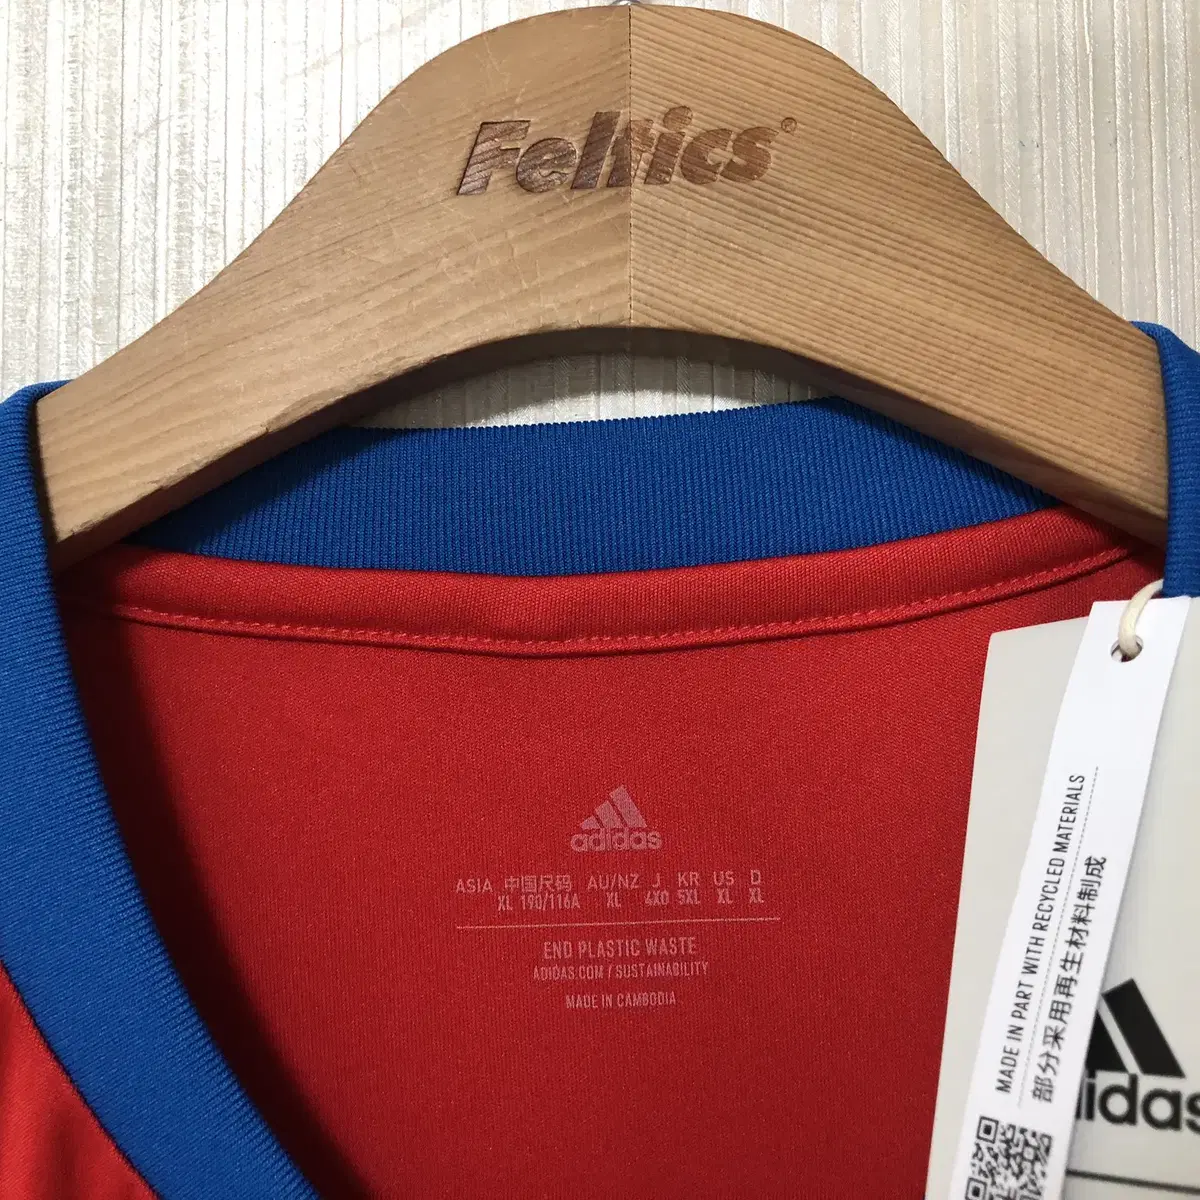 Feltics®
adidas
ASIA 中国尺码 AU/NZ J KR US D
XL 190/116A XL 4XO 5XL XL XL
END PLASTIC WASTE
ADIDAS.COM / SUSTAINABILITY
MADE IN CAMBODIA
MADE IN PART WITH RECYCLED MATERIALS
部分采用再生材料制成
adidas